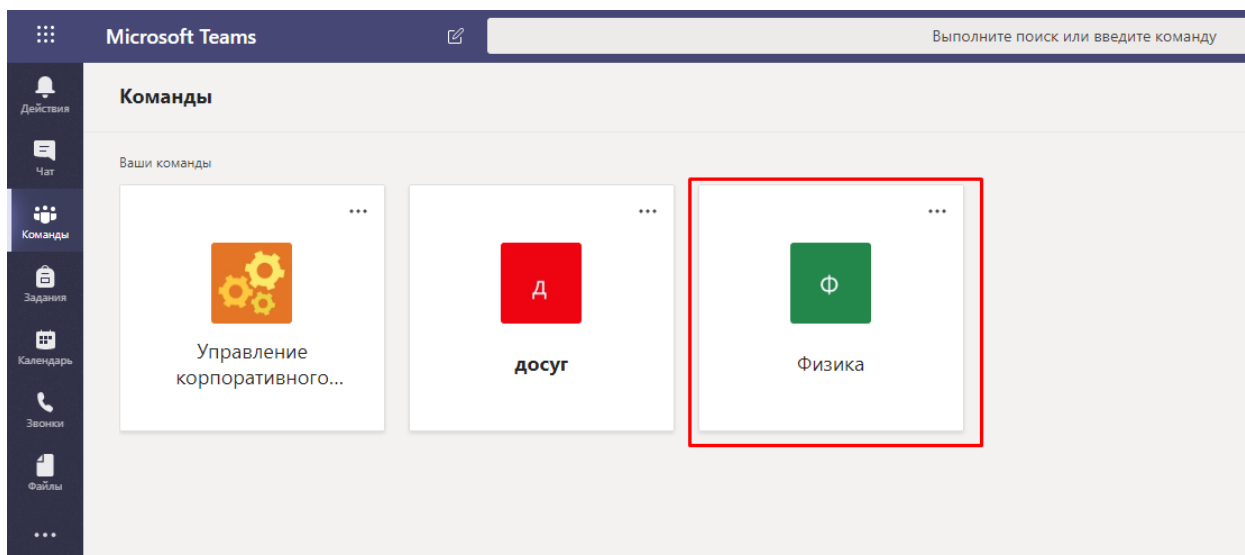 Microsoft Teams
Выполните поиск или введите команду
Действия
Чат
Команды
Задания
Календарь
Звонки
Файлы
Команды
Ваши команды
Управление
корпоративного...
Д
досуг
Ф
Физика